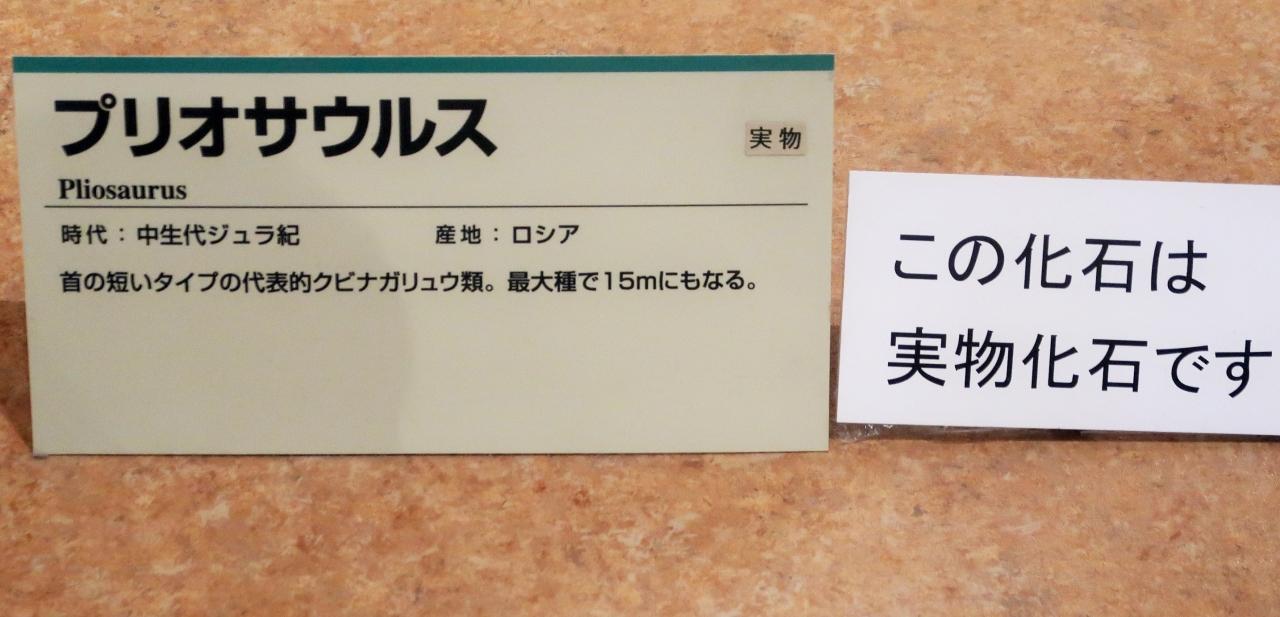 プリオサウルス
実物
Pliosaurus
時代：中生代ジュラ紀　産地：ロシア
首の短いタイプの代表的クビナガリュウ類。最大種で15mにもなる。
この化石は
実物化石です